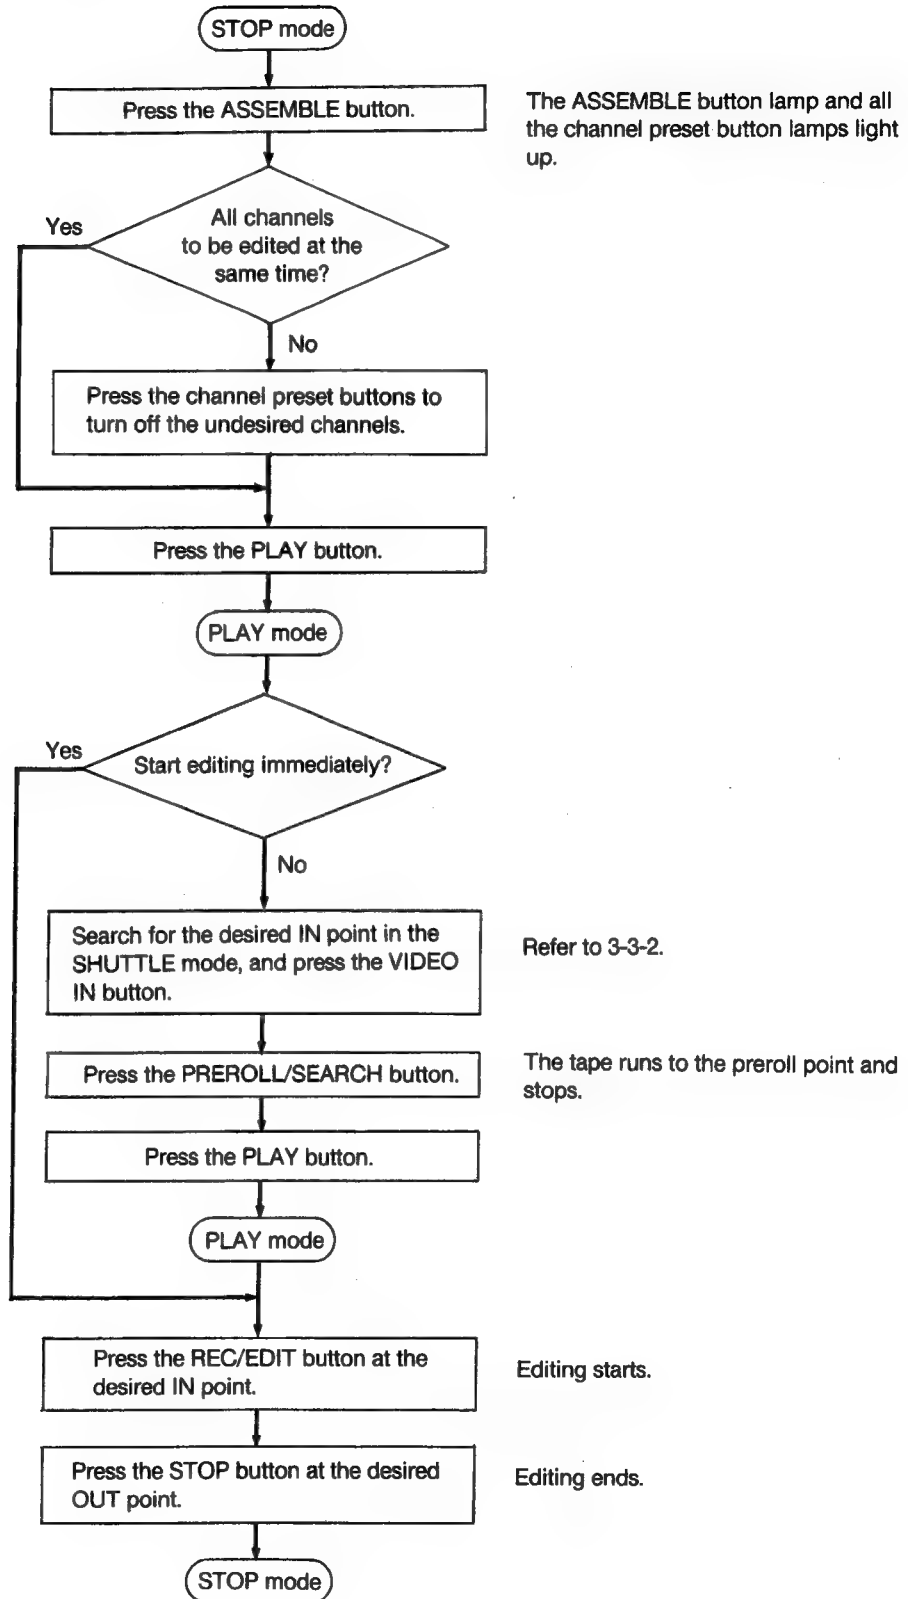 STOP mode
Press the ASSEMBLE button.
The ASSEMBLE button lamp and all
the channel preset button lamps light
up.
All channels
to be edited at the
same time?
Yes
No
Press the channel preset buttons to
turn off the undesired channels.
Press the PLAY button.
PLAY mode
Start editing immediately?
Yes
No
Search for the desired IN point in the
SHUTTLE mode, and press the VIDEO
IN button.
Refer to 3-3-2.
Press the PREROLL/SEARCH button.
The tape runs to the preroll point and
stops.
Press the PLAY button.
PLAY mode
Press the REC/EDIT button at the
desired IN point.
Editing starts.
Press the STOP button at the desired
OUT point.
Editing ends.
STOP mode